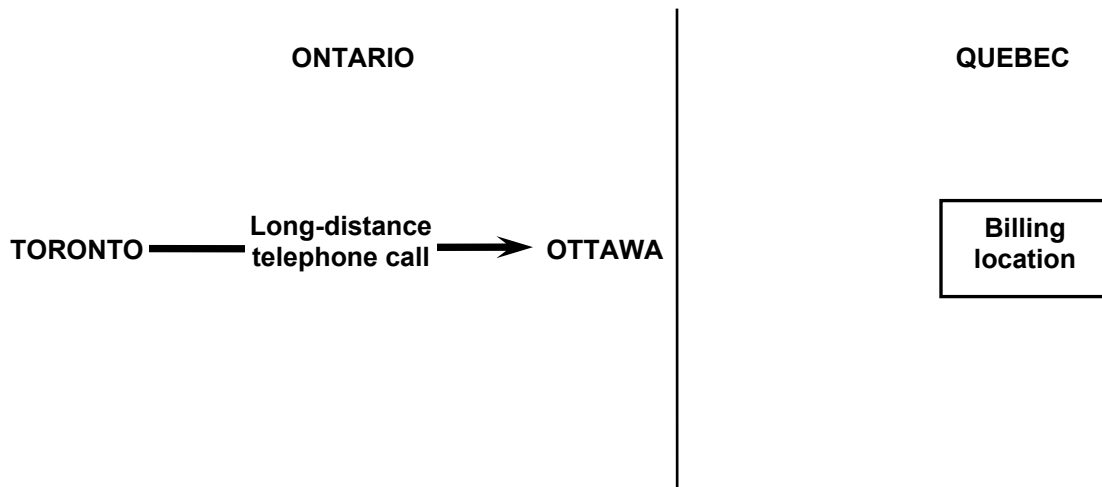 ONTARIO
QUEBEC
TORONTO
Long-distance
telephone call
OTTAWA
Billing
location